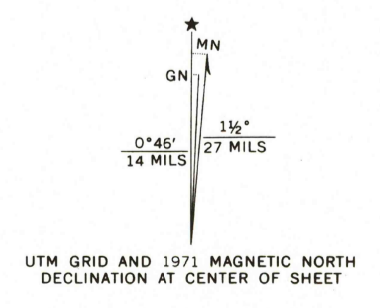 ★
MN
GN
0°46′
14 MILS
1½°
27 MILS
UTM GRID AND 1971 MAGNETIC NORTH
DECLINATION AT CENTER OF SHEET